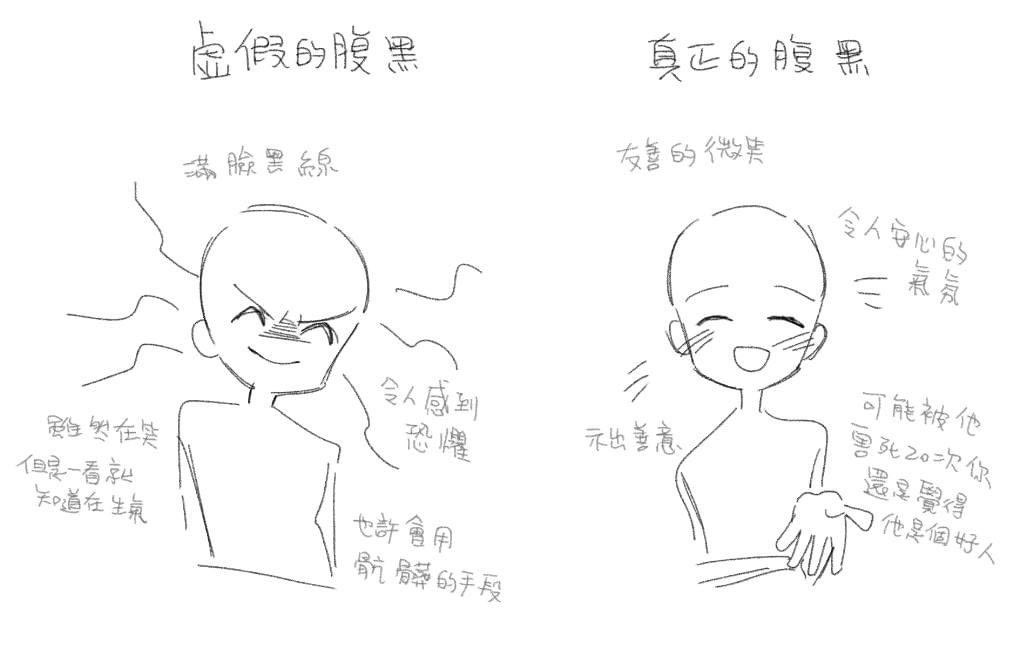 虛假的腹黑
滿臉黑線
雖然在笑
但是一看就
知道在生氣
令人感到
恐懼
也許會用
骯髒的手段
真正的腹黑
友善的微笑
令人安心的
氣氛
示出善意
可能被他
害死20次你
還是覺得
他是個好人